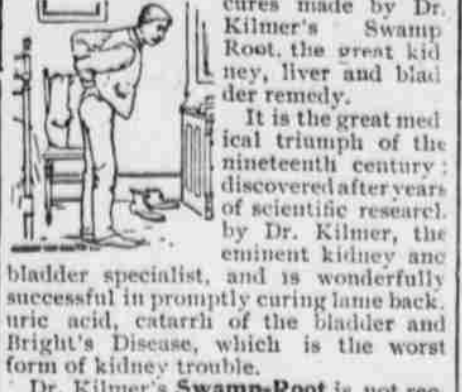 cures made by Dr.
Kilmer's Swamp
Root, the great kid
ney, liver and blad
der remedy.
It is the great med
ical triumph of the
nineteenth century ;
discovered after years
of scientific research
by Dr. Kilmer, the
eminent kidney and
bladder specialist, and is wonderfully
successful in promptly curing lame back,
uric acid, catarrh of the bladder and
Bright's Disease, which is the worst
form of kidney trouble.
Dr. Kilmer's Swamp-Root is not rec